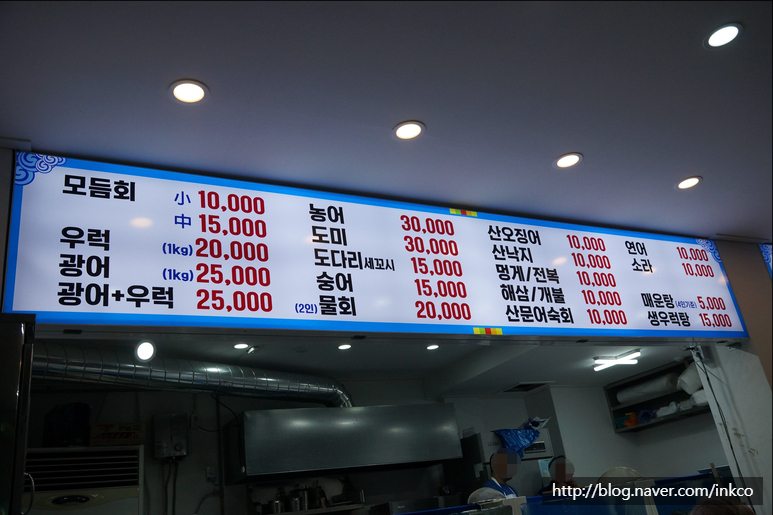 모듬회 小 10,000
中 15,000
우럭 (1kg) 20,000
광어 (1kg) 25,000
광어+우럭 25,000
농어 30,000
도미 30,000
도다리세꼬시 15,000
숭어 15,000
(2인) 물회 20,000
산오징어 10,000
산낙지 10,000
멍게/전복 10,000
해삼/개불 10,000
산문어숙회 10,000
연어 10,000
소라 10,000
매운탕 (4인기준) 5,000
생우럭탕 15,000
http://blog.naver.com/inkco